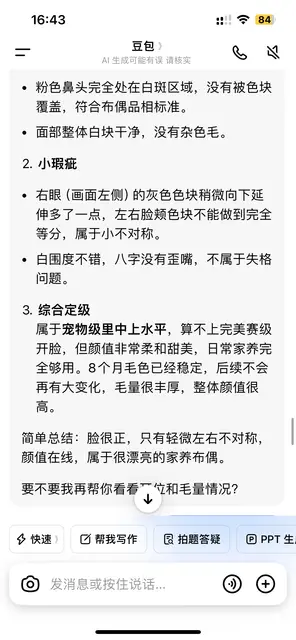 16:43
84
豆包
AI 生成可能有误 请核实
• 粉色鼻头完全处在白斑区域，没有被色块
覆盖，符合布偶品相标准。
• 面部整体白块干净，没有杂色毛。
2. 小瑕疵
• 右眼（画面左侧）的灰色色块稍微向下延
伸多了一点，左右脸颊色块不能做到完全
等分，属于小不对称。
• 白围度不错，八字没有歪嘴，不属于失格
问题。
3. 综合定级
属于宠物级里中上水平，算不上完美赛级
开脸，但颜值非常柔和甜美，日常家养完
全够用。8个月毛色已经稳定，后续不会
再有大变化，毛量很丰厚，整体颜值很
高。
简单总结：脸很正，只有轻微左右不对称，
颜值在线，属于很漂亮的家养布偶。
要不要我再帮你看看 位和毛量情况？
快速
帮我写作
拍题答疑
PPT 生
发消息或按住说话...